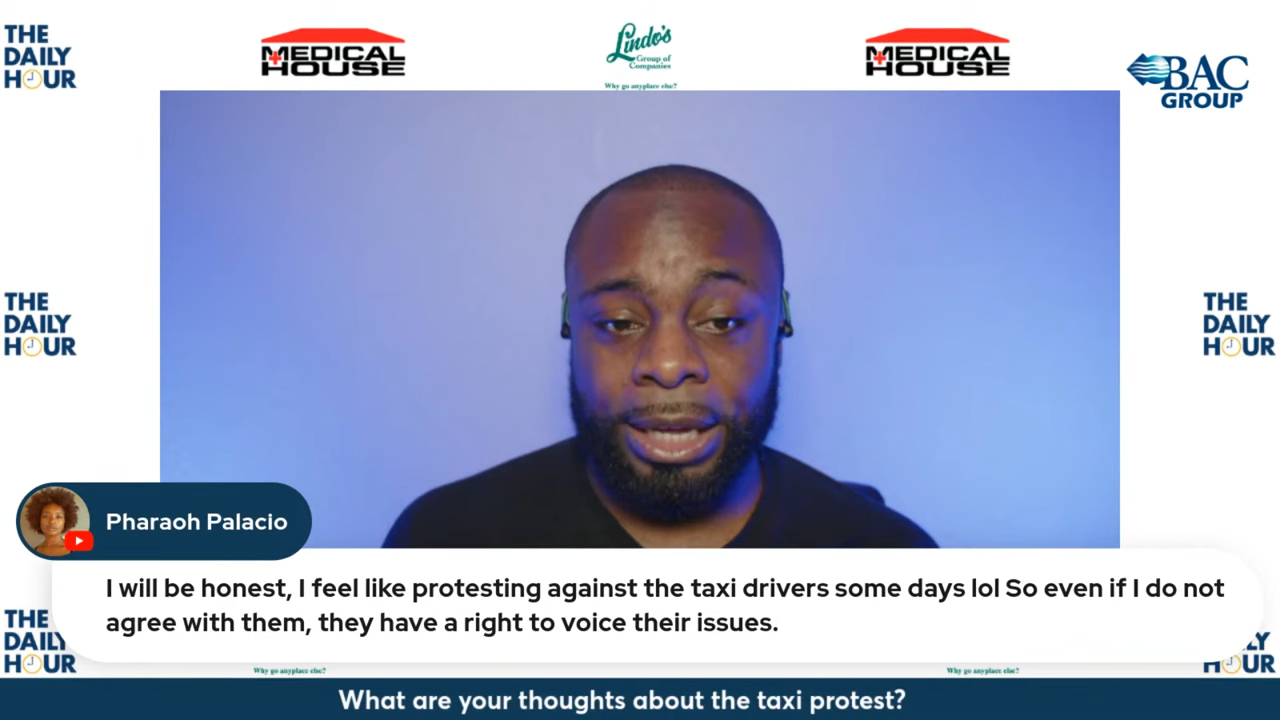 THE
DAILY
HOUR
MEDICAL
HOUSE
Lindo's
Group of
Companies
Why go anyplace else?
MEDICAL
HOUSE
BAC
GROUP
THE
DAILY
HOUR
THE
DAILY
HOUR
Pharaoh Palacio
I will be honest, I feel like protesting against the taxi drivers some days lol So even if I do not
agree with them, they have a right to voice their issues.
THE
DAILY
HOUR
Why go anyplace else?
Why go anyplace else?
LY
HOUR
What are your thoughts about the taxi protest?